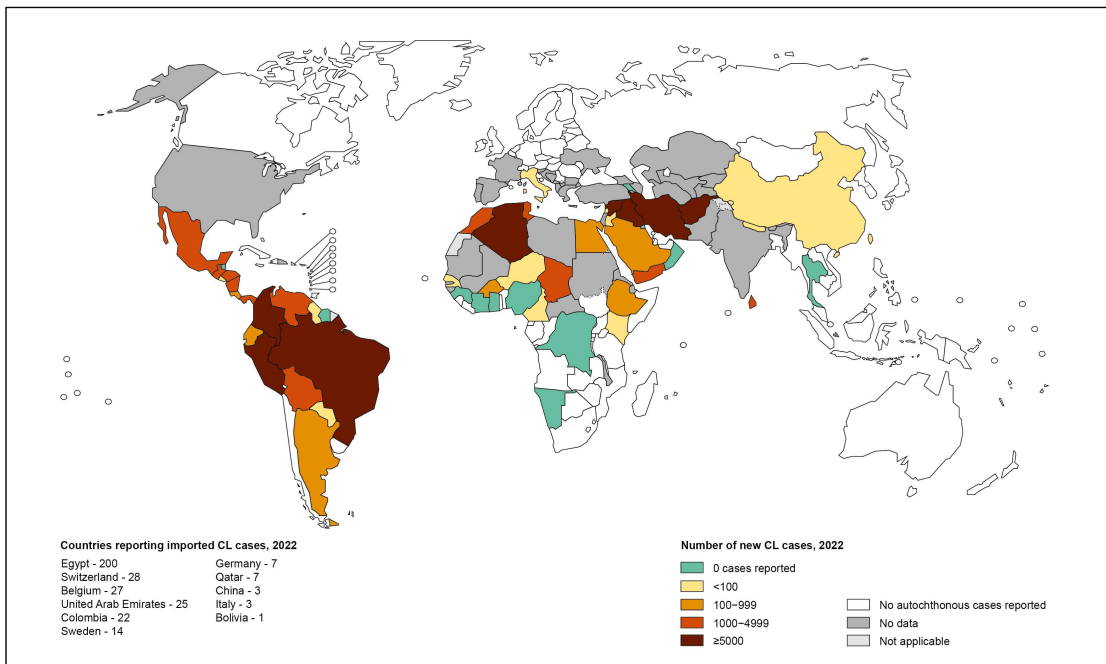 Countries reporting imported CL cases, 2022
Egypt - 200
Switzerland - 28
Belgium - 27
United Arab Emirates - 25
Colombia - 22
Sweden - 14
Germany - 7
Qatar - 7
China - 3
Italy - 3
Bolivia - 1
Number of new CL cases, 2022
0 cases reported
<100
100–999
1000–4999
≥5000
No autochthonous cases reported
No data
Not applicable